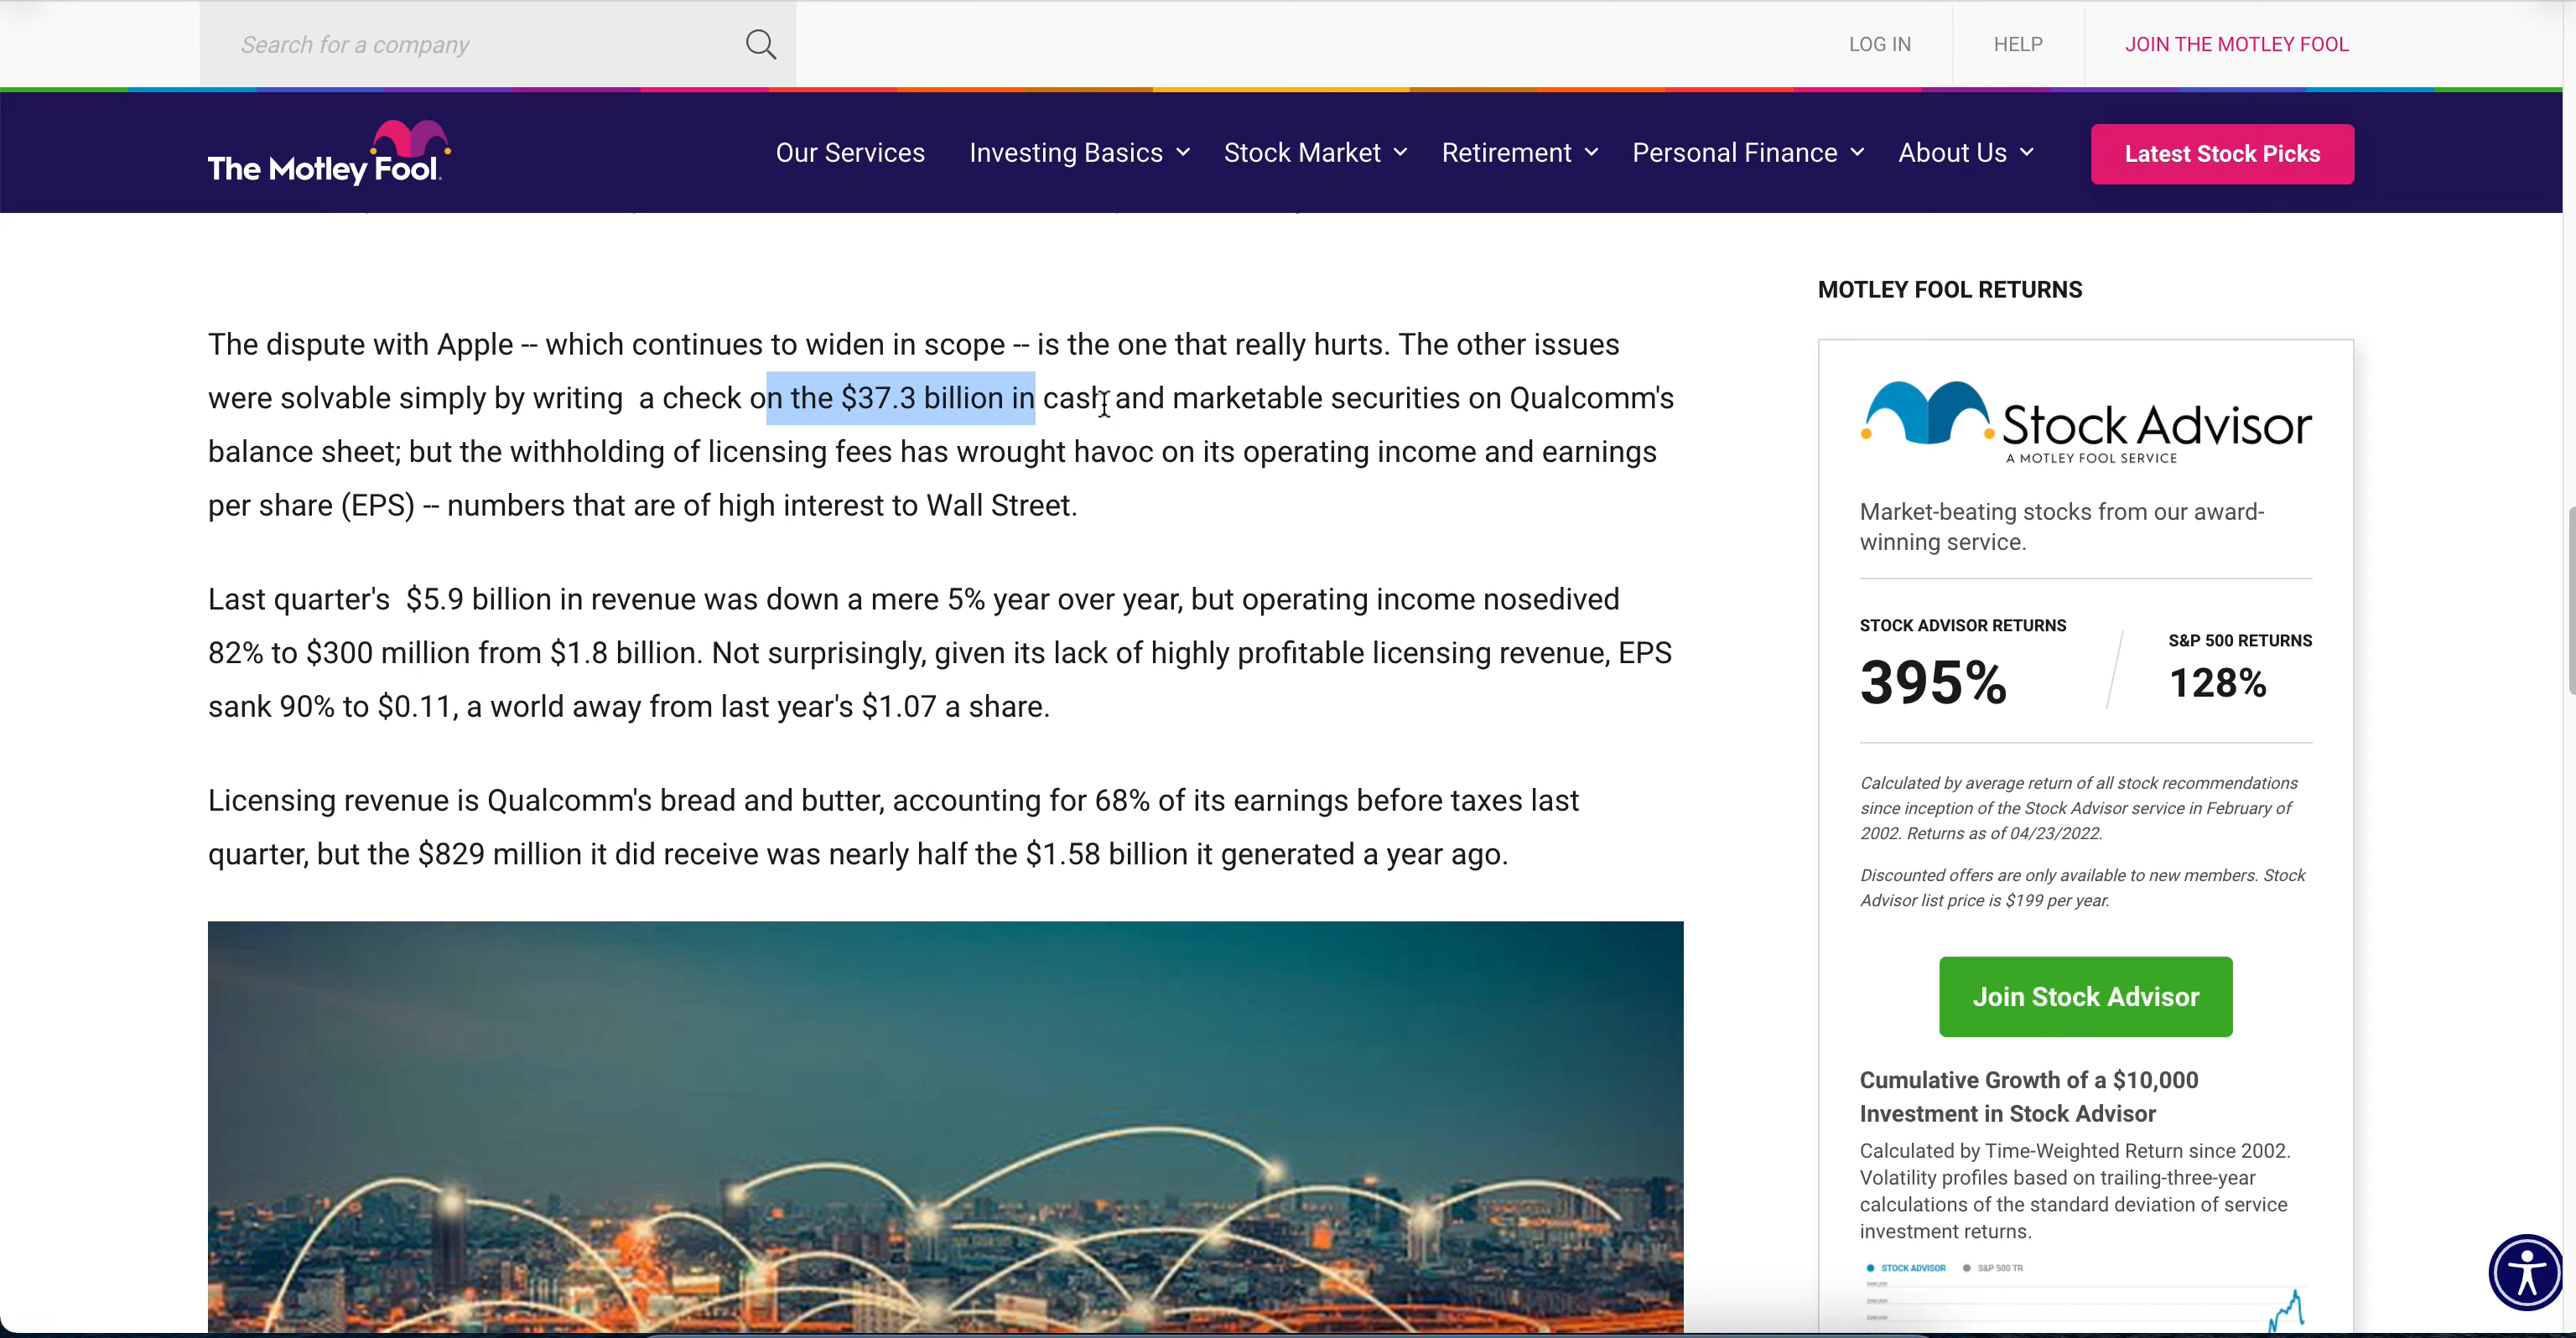 Search for a company
LOG IN
HELP
JOIN THE MOTLEY FOOL
The Motley Fool.
Our Services
Investing Basics
Stock Market
Retirement
Personal Finance
About Us
Latest Stock Picks
The dispute with Apple -- which continues to widen in scope -- is the one that really hurts. The other issues
were solvable simply by writing  a check on the $37.3 billion in cash and marketable securities on Qualcomm's
balance sheet; but the withholding of licensing fees has wrought havoc on its operating income and earnings
per share (EPS) -- numbers that are of high interest to Wall Street.
Last quarter's  $5.9 billion in revenue was down a mere 5% year over year, but operating income nosedived
82% to $300 million from $1.8 billion. Not surprisingly, given its lack of highly profitable licensing revenue, EPS
sank 90% to $0.11, a world away from last year's $1.07 a share.
Licensing revenue is Qualcomm's bread and butter, accounting for 68% of its earnings before taxes last
quarter, but the $829 million it did receive was nearly half the $1.58 billion it generated a year ago.
MOTLEY FOOL RETURNS
Stock Advisor
A MOTLEY FOOL SERVICE
Market-beating stocks from our award-
winning service.
STOCK ADVISOR RETURNS
395%
S&P 500 RETURNS
128%
Calculated by average return of all stock recommendations
since inception of the Stock Advisor service in February of
2002. Returns as of 04/23/2022.
Discounted offers are only available to new members. Stock
Advisor list price is $199 per year.
Join Stock Advisor
Cumulative Growth of a $10,000
Investment in Stock Advisor
Calculated by Time-Weighted Return since 2002.
Volatility profiles based on trailing-three-year
calculations of the standard deviation of service
investment returns.
STOCK ADVISOR
S&P 500 TR